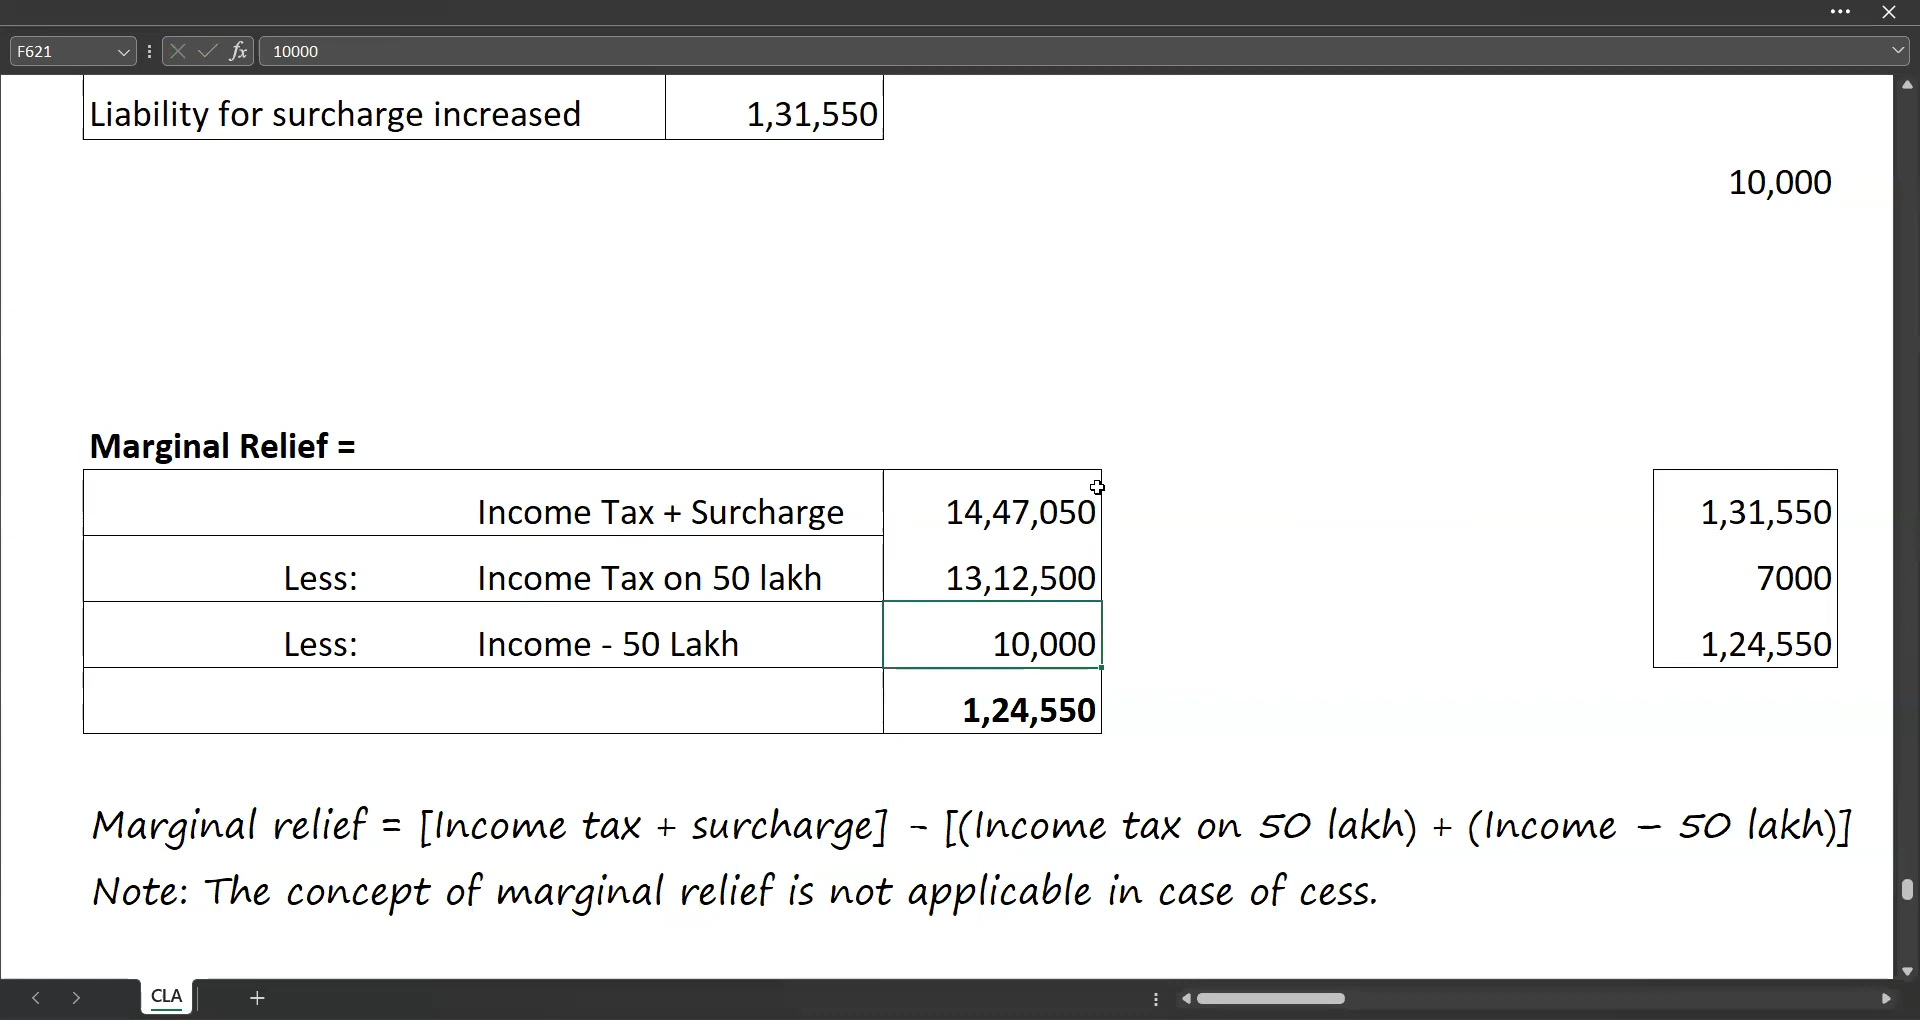 F621 fx 10000
Liability for surcharge increased 1,31,550
10,000
Marginal Relief =
Income Tax + Surcharge 14,47,050 1,31,550
Less: Income Tax on 50 lakh 13,12,500 7000
Less: Income - 50 Lakh 10,000 1,24,550
1,24,550
Marginal relief = [Income tax + surcharge] - [(Income tax on 50 lakh) + (Income – 50 lakh)]
Note: The concept of marginal relief is not applicable in case of cess.
CLA